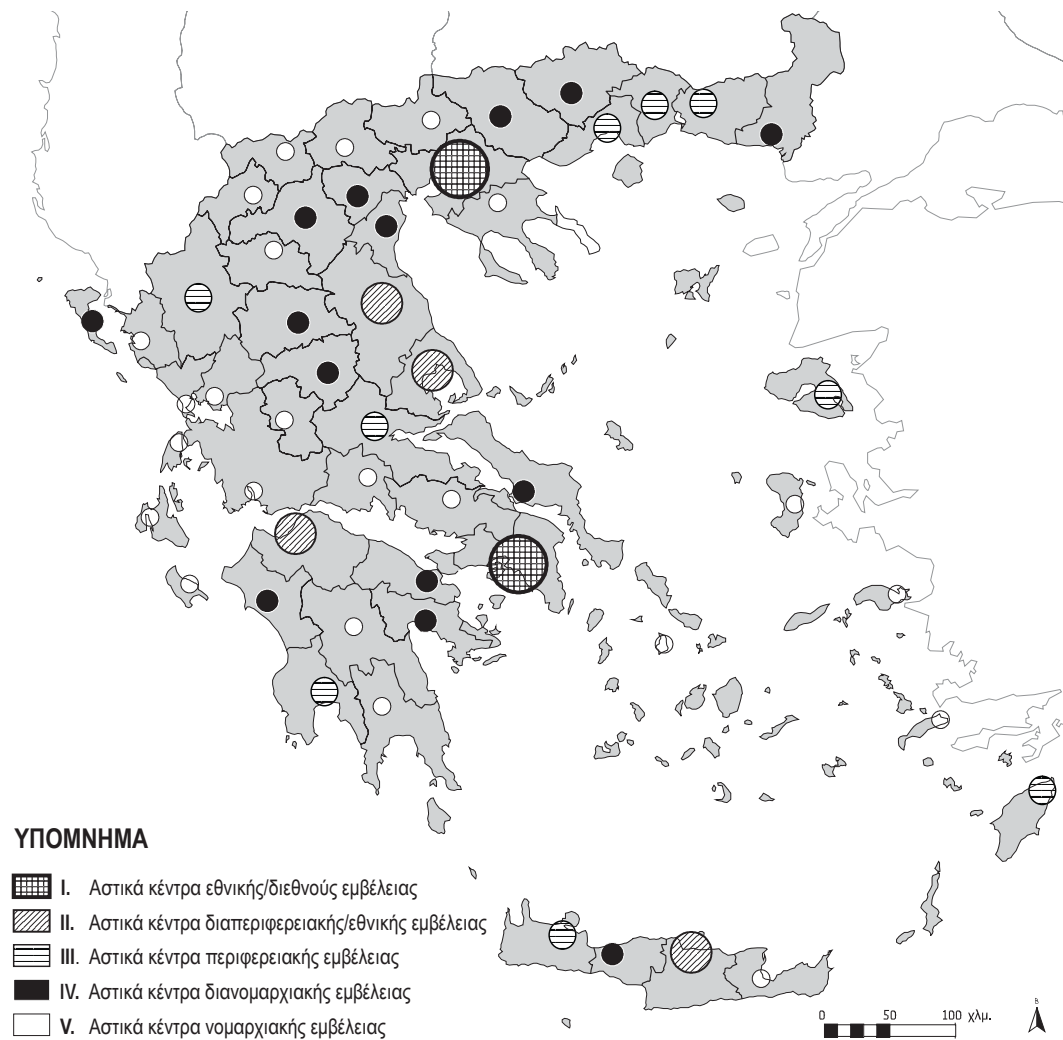 ΥΠΟΜΝΗΜΑ
I. Αστικά κέντρα εθνικής/διεθνούς εμβέλειας
II. Αστικά κέντρα διαπεριφερειακής/εθνικής εμβέλειας
III. Αστικά κέντρα περιφερειακής εμβέλειας
IV. Αστικά κέντρα διανομαρχιακής εμβέλειας
V. Αστικά κέντρα νομαρχιακής εμβέλειας
0 50 100 χλμ.
Β